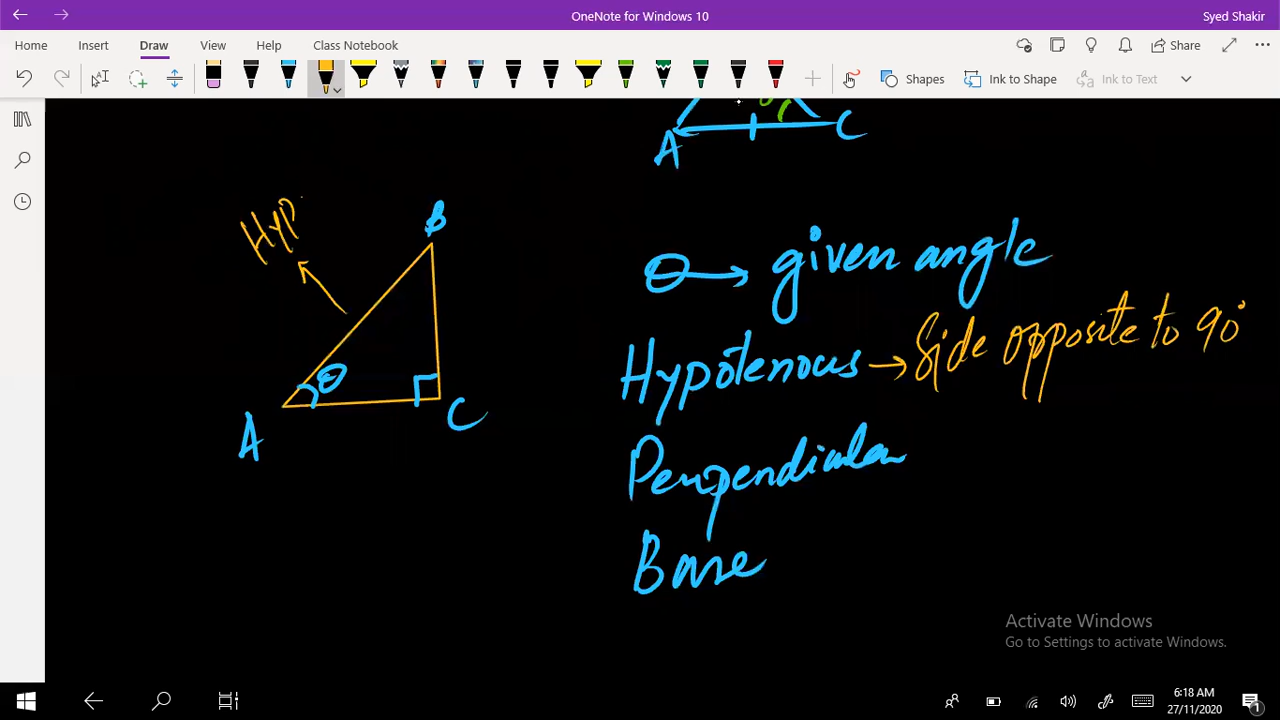 OneNote for Windows 10
Syed Shakir
Home Insert Draw View Help Class Notebook Share
Shapes Ink to Shape Ink to Text
A C
HYP
B
θ → given angle
Hypotenous → Side opposite to 90°
θ
A C
Perpendicular
Base
Activate Windows
Go to Settings to activate Windows.
6:18 AM
27/11/2020
1